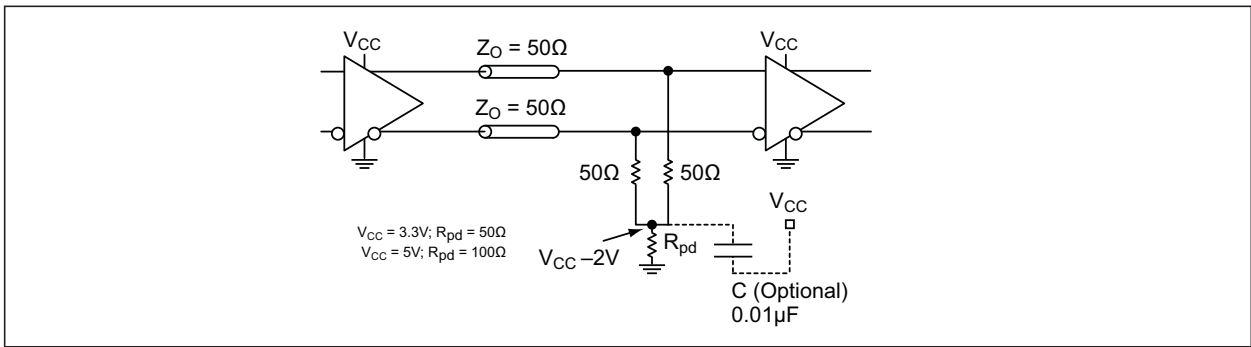 V_CC
Z_O = 50Ω
V_CC
Z_O = 50Ω
50Ω
50Ω
V_CC
V_CC = 3.3V; R_pd = 50Ω
V_CC = 5V; R_pd = 100Ω
V_CC –2V
R_pd
C (Optional)
0.01µF